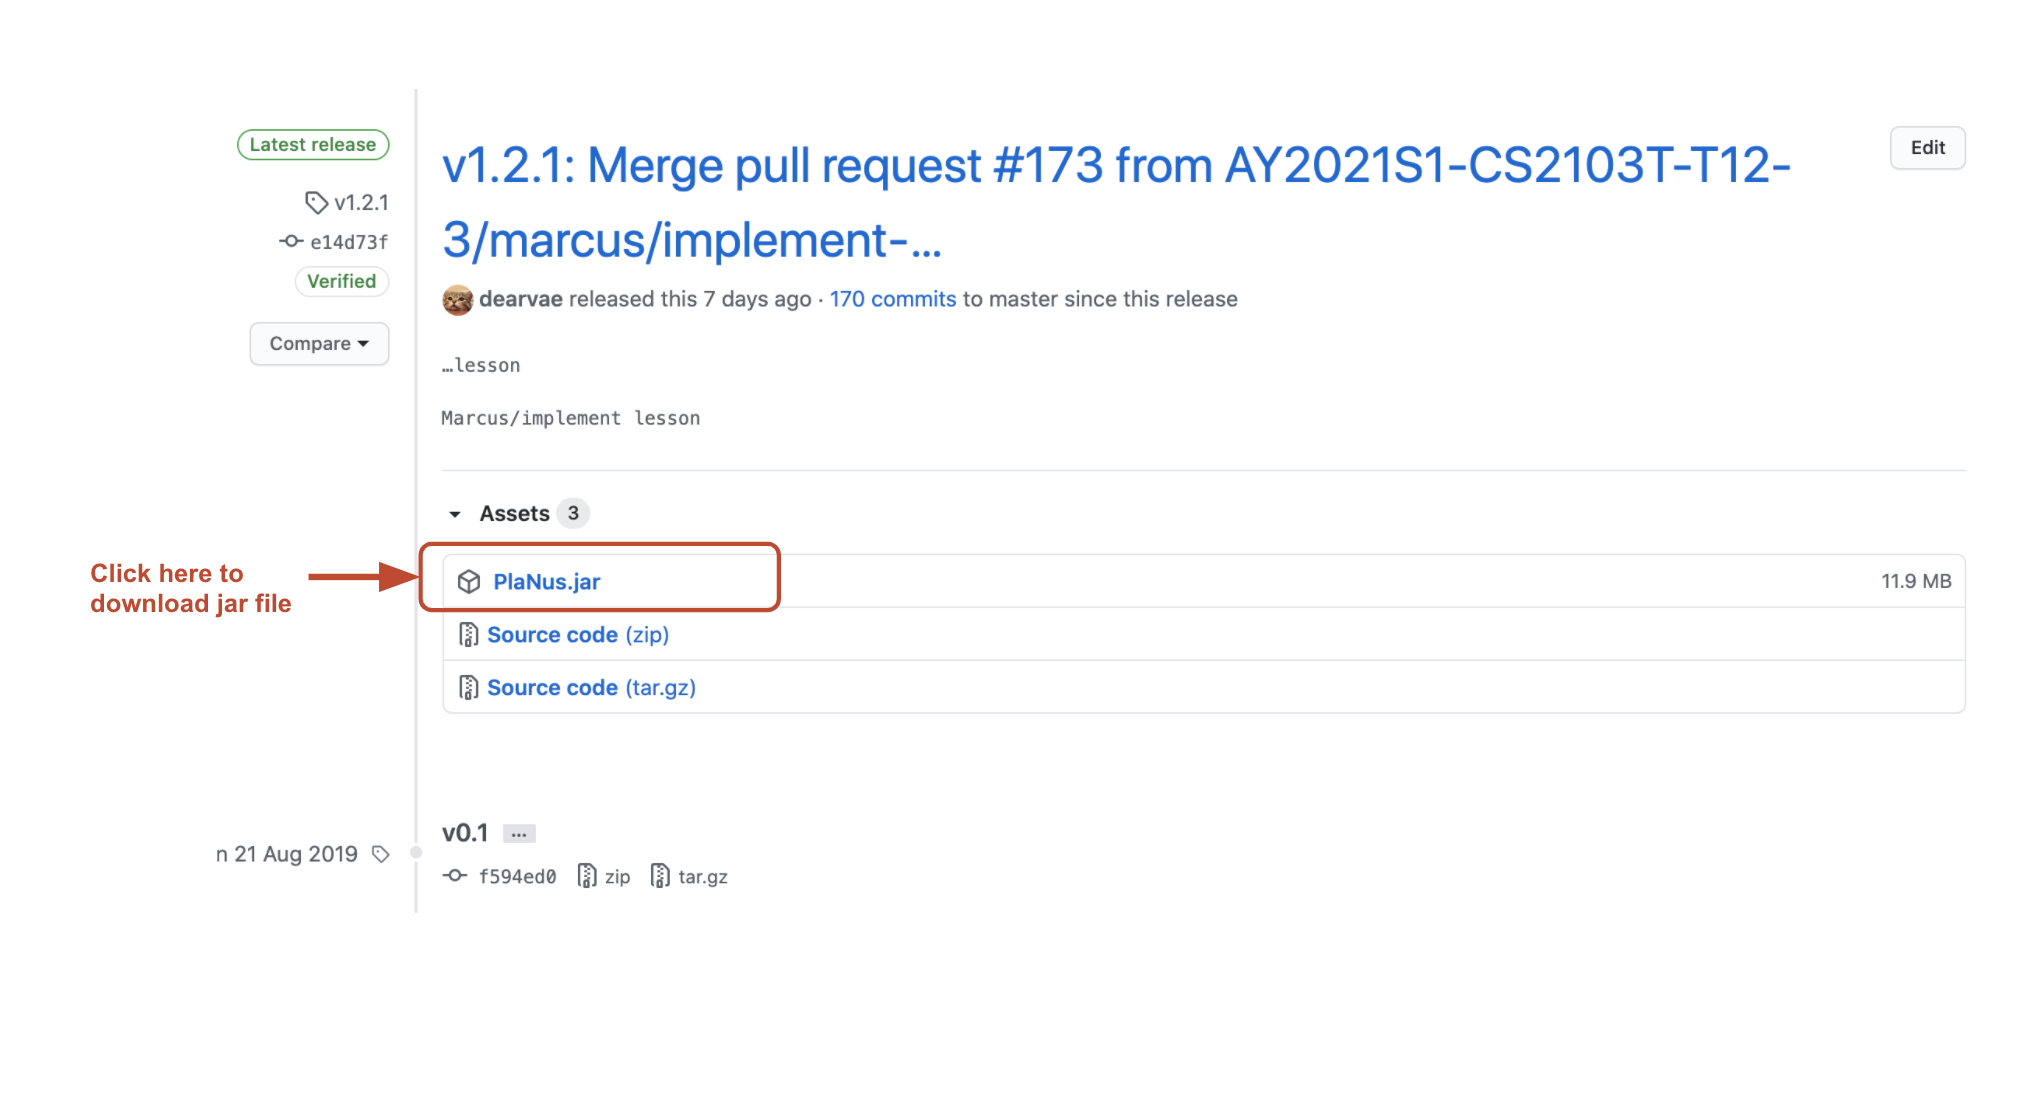 Latest release
v1.2.1
e14d73f
Verified
Compare
v1.2.1: Merge pull request #173 from AY2021S1-CS2103T-T12-
3/marcus/implement-...
Edit
dearvae released this 7 days ago · 170 commits to master since this release
…lesson
Marcus/implement lesson
Assets 3
Click here to
download jar file
PlaNus.jar 11.9 MB
Source code (zip)
Source code (tar.gz)
n 21 Aug 2019
v0.1 ...
f594ed0 zip tar.gz